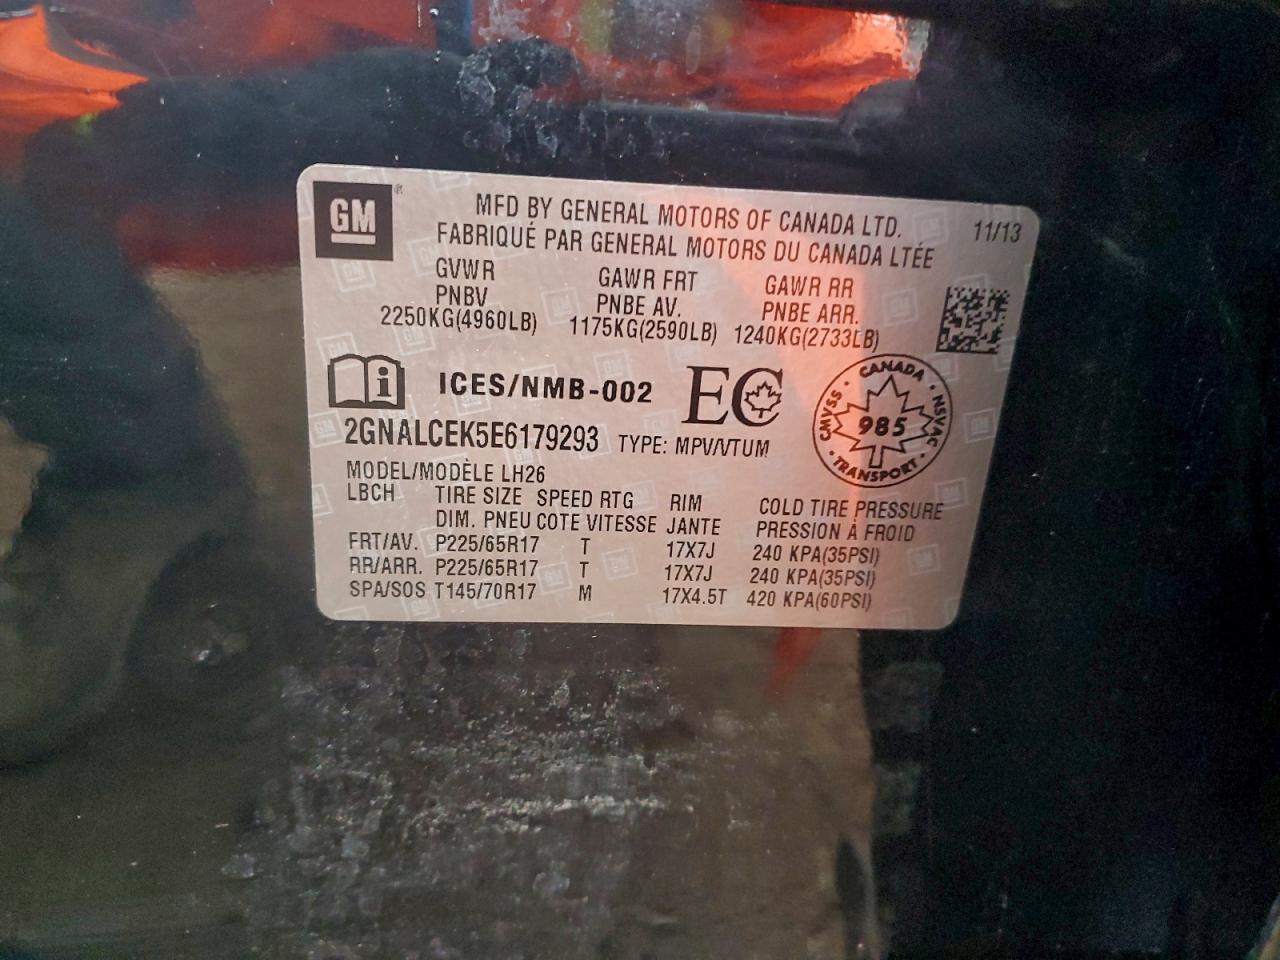 GM®
MFD BY GENERAL MOTORS OF CANADA LTD. 11/13
FABRIQUÉ PAR GENERAL MOTORS DU CANADA LTÉE
GVWR GAWR FRT GAWR RR
PNBV PNBE AV. PNBE ARR.
2250KG(4960LB) 1175KG(2590LB) 1240KG(2733LB)
i ICES/NMB-002 EC
CANADA · NSVAC · TRANSPORT · CMVSS ·
985
2GNALCEK5E6179293 TYPE: MPV/VTUM
MODEL/MODÈLE LH26
LBCH TIRE SIZE SPEED RTG RIM COLD TIRE PRESSURE
DIM. PNEU COTE VITESSE JANTE PRESSION À FROID
FRT/AV. P225/65R17 T 17X7J 240 KPA(35PSI)
RR/ARR. P225/65R17 T 17X7J 240 KPA(35PSI)
SPA/SOS T145/70R17 M 17X4.5T 420 KPA(60PSI)